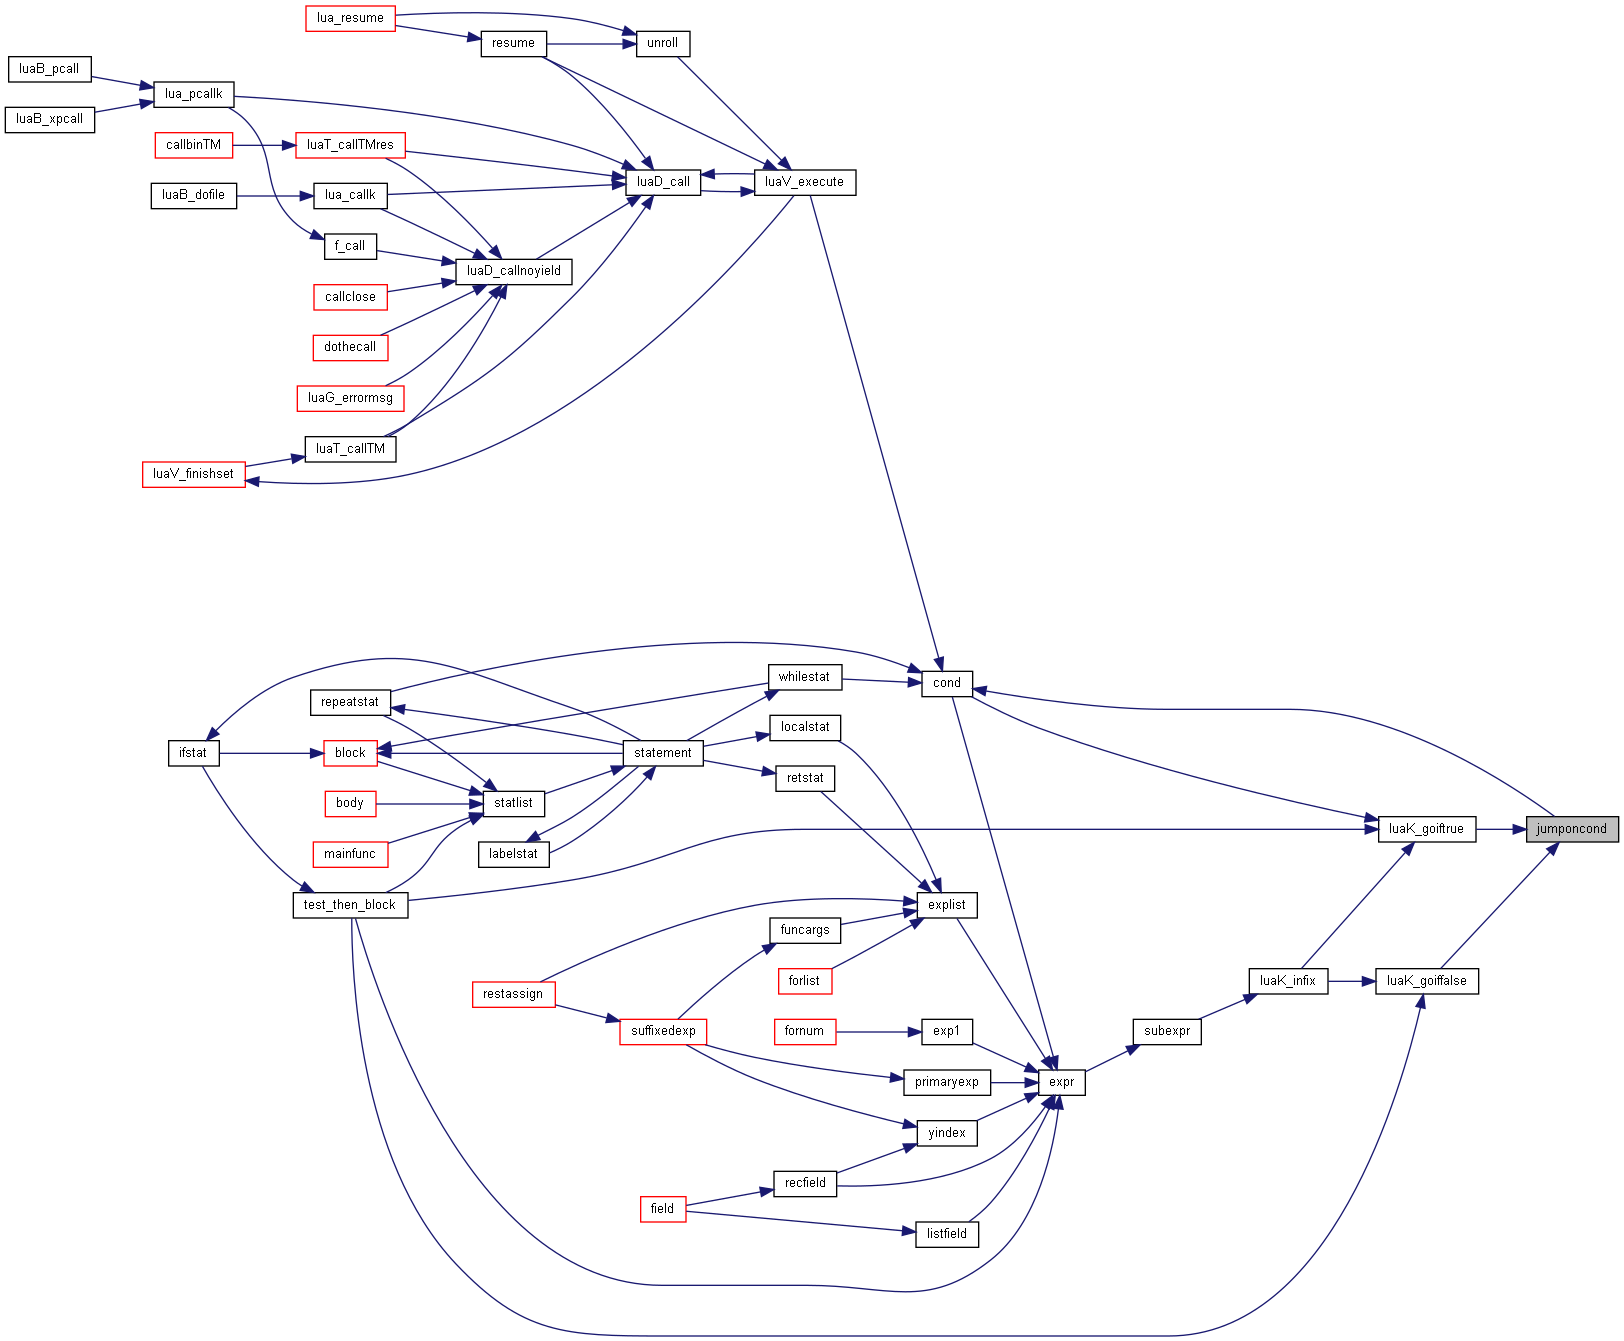 lua_resume
resume
unroll
luaB_pcall
lua_pcallk
luaB_xpcall
callbinTM
luaT_callTMres
luaD_call
luaV_execute
luaB_dofile
lua_callk
f_call
luaD_callnoyield
callclose
dothecall
luaG_errormsg
luaT_callTM
luaV_finishset
whilestat
cond
repeatstat
localstat
ifstat
block
statement
retstat
body
statlist
luaK_goiftrue
jumponcond
mainfunc
labelstat
test_then_block
explist
funcargs
forlist
luaK_infix
luaK_goiffalse
restassign
suffixedexp
fornum
exp1
subexpr
primaryexp
expr
yindex
recfield
field
listfield